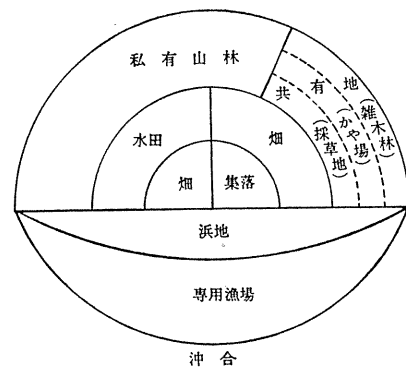 私有山林
共有地
(雑木林)
(かや場)
(採草地)
水田
畑
畑
集落
浜地
専用漁場
沖合